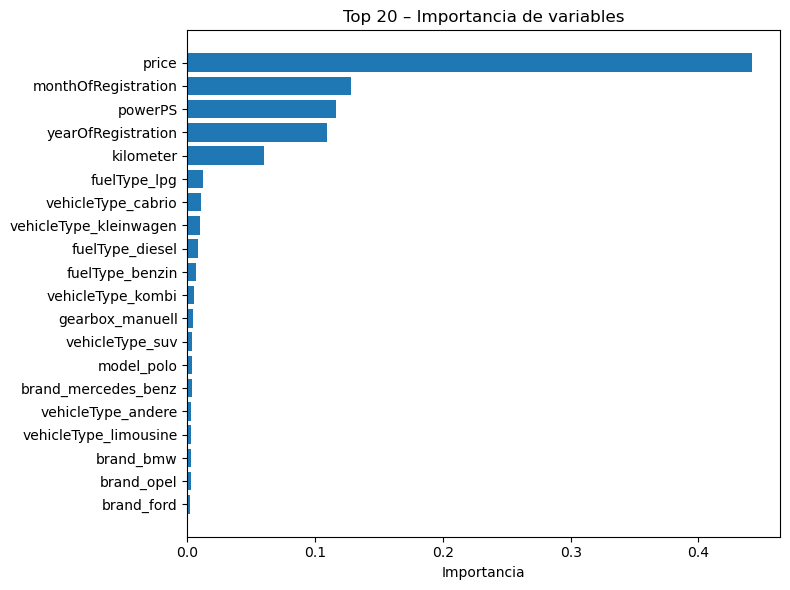 Top 20 – Importancia de variables
price
monthOfRegistration
powerPS
yearOfRegistration
kilometer
fuelType_lpg
vehicleType_cabrio
vehicleType_kleinwagen
fuelType_diesel
fuelType_benzin
vehicleType_kombi
gearbox_manuell
vehicleType_suv
model_polo
brand_mercedes_benz
vehicleType_andere
vehicleType_limousine
brand_bmw
brand_opel
brand_ford
0.0 0.1 0.2 0.3 0.4
Importancia